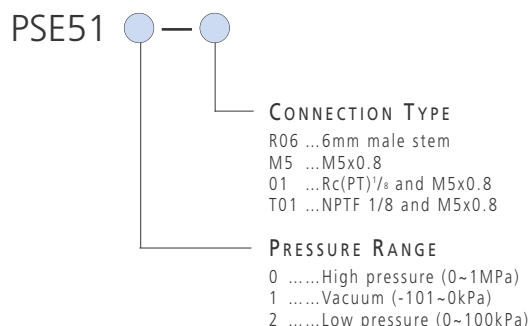 PSE51 —
CONNECTION TYPE
R06 ...6mm male stem
M5 ...M5x0.8
01 ...Rc(PT)1/8 and M5x0.8
T01 ...NPTF 1/8 and M5x0.8
PRESSURE RANGE
0 ......High pressure (0~1MPa)
1 ......Vacuum (-101~0kPa)
2 ......Low pressure (0~100kPa)